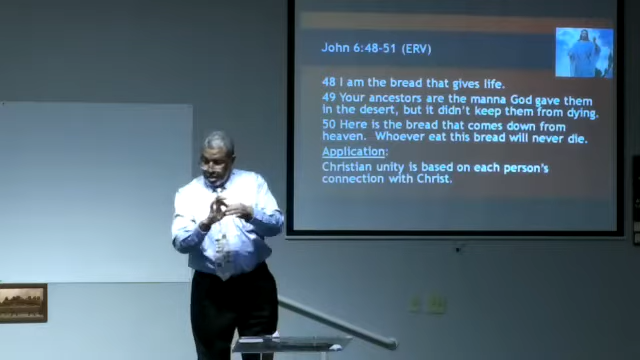 John 6:48-51 (ERV)
48 I am the bread that gives life.
49 Your ancestors are the manna God gave them
in the desert, but it didn't keep them from dying.
50 Here is the bread that comes down from
heaven. Whoever eat this bread will never die.
Application:
Christian unity is based on each person's
connection with Christ.